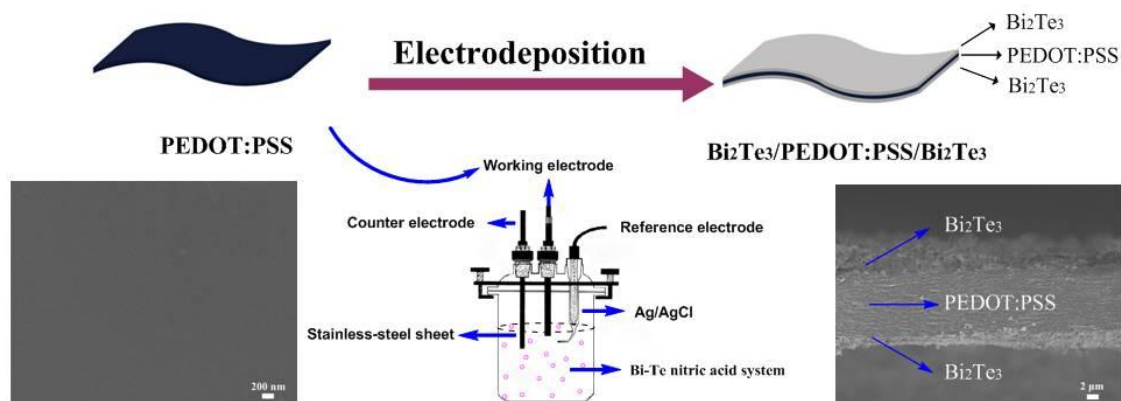 Electrodeposition
Bi₂Te₃
PEDOT:PSS
Bi₂Te₃
PEDOT:PSS
Bi₂Te₃/PEDOT:PSS/Bi₂Te₃
Working electrode
Counter electrode
Reference electrode
Ag/AgCl
Stainless-steel sheet
Bi-Te nitric acid system
200 nm
Bi₂Te₃
PEDOT:PSS
Bi₂Te₃
2 μm